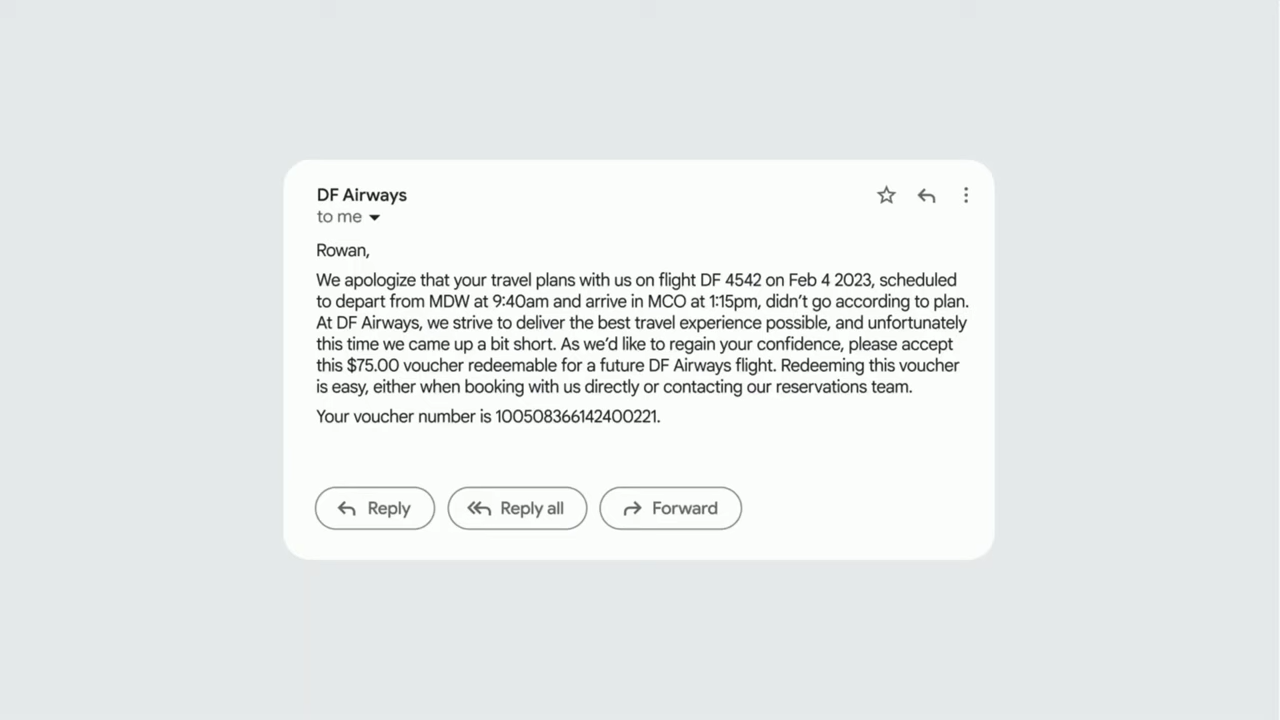 DF Airways
to me
Rowan,
We apologize that your travel plans with us on flight DF 4542 on Feb 4 2023, scheduled
to depart from MDW at 9:40am and arrive in MCO at 1:15pm, didn’t go according to plan.
At DF Airways, we strive to deliver the best travel experience possible, and unfortunately
this time we came up a bit short. As we’d like to regain your confidence, please accept
this $75.00 voucher redeemable for a future DF Airways flight. Redeeming this voucher
is easy, either when booking with us directly or contacting our reservations team.
Your voucher number is 100508366142400221.
Reply
Reply all
Forward